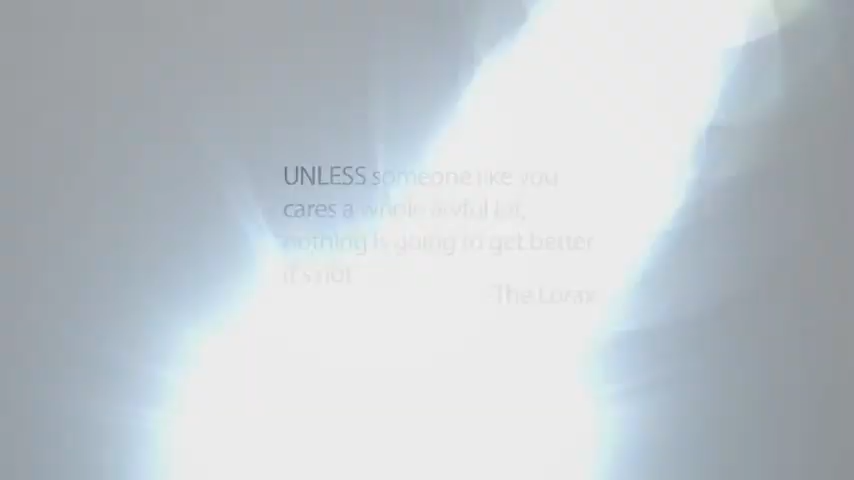 UNLESS someone like you
cares a whole awful lot,
nothing is going to get better
it's not
The Lorax